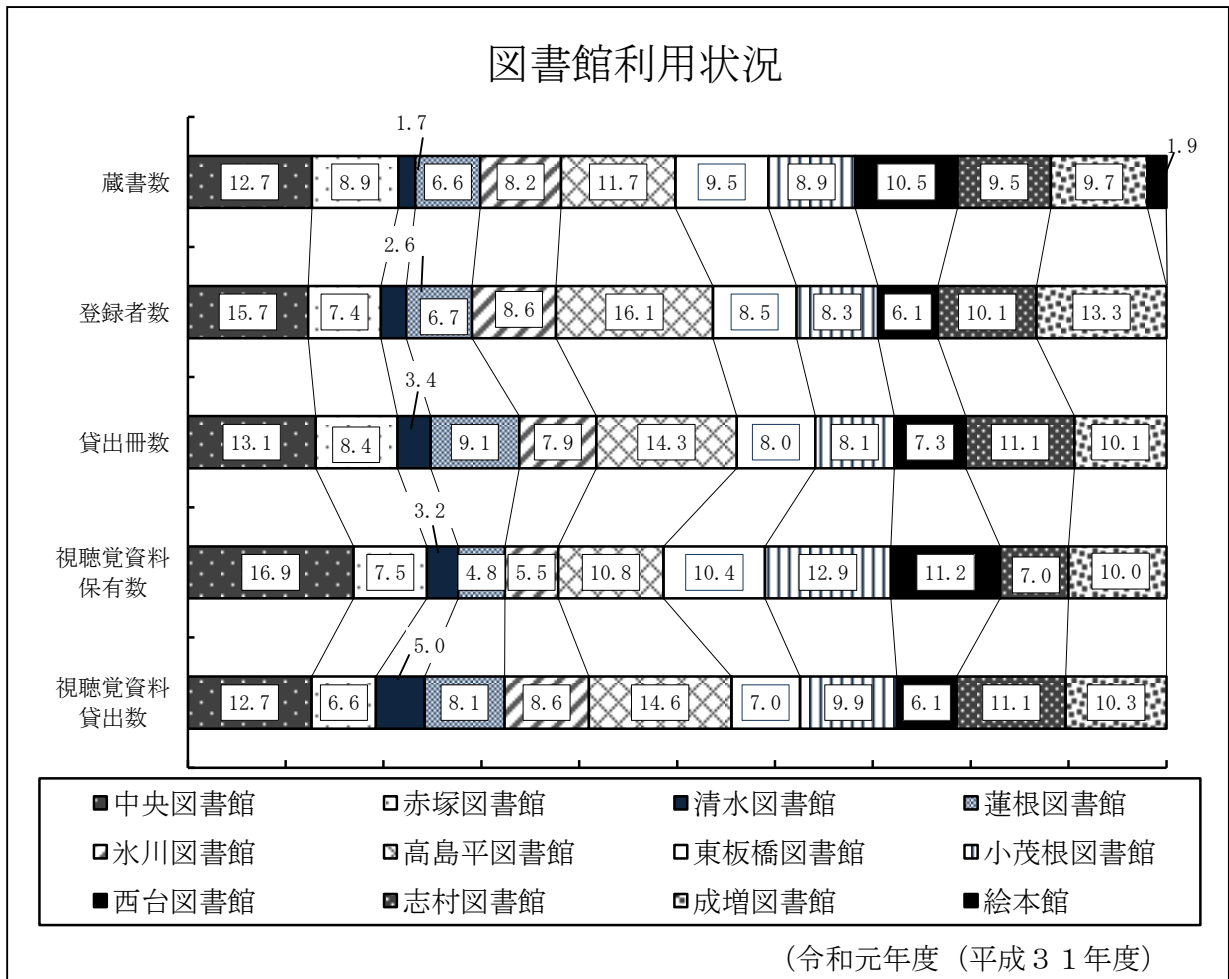 図書館利用状況
1.7
1.9
蔵書数 12.7 8.9 6.6 8.2 11.7 9.5 8.9 10.5 9.5 9.7
2.6
登録者数 15.7 7.4 6.7 8.6 16.1 8.5 8.3 6.1 10.1 13.3
3.4
貸出冊数 13.1 8.4 9.1 7.9 14.3 8.0 8.1 7.3 11.1 10.1
3.2
視聴覚資料
保有数
16.9 7.5 4.8 5.5 10.8 10.4 12.9 11.2 7.0 10.0
5.0
視聴覚資料
貸出数
12.7 6.6 8.1 8.6 14.6 7.0 9.9 6.1 11.1 10.3
中央図書館 赤塚図書館 清水図書館 蓮根図書館
氷川図書館 高島平図書館 東板橋図書館 小茂根図書館
西台図書館 志村図書館 成増図書館 絵本館
（令和元年度（平成３１年度）